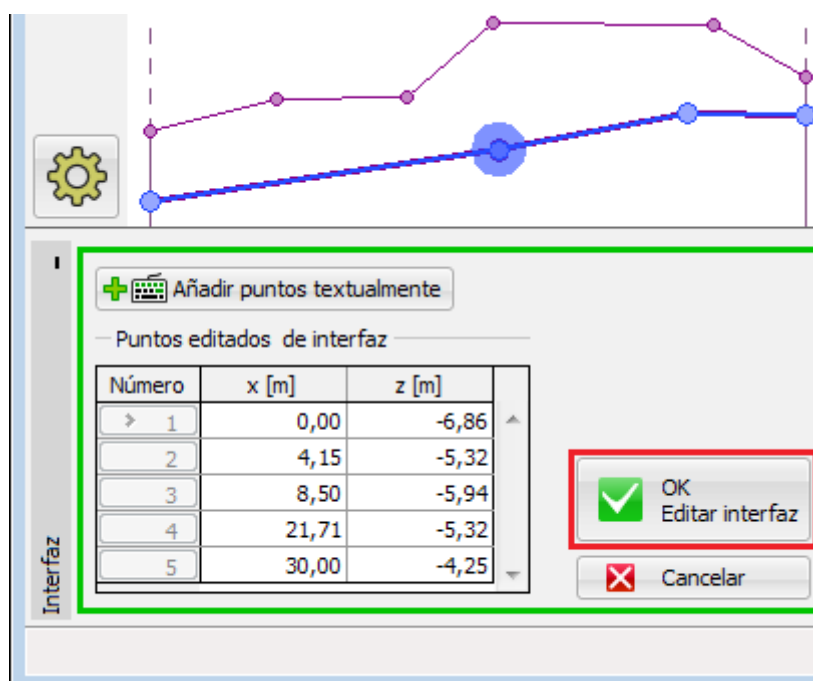 Añadir puntos textualmente
Puntos editados de interfaz
Número x [m] z [m]
1 0,00 -6,86
2 4,15 -5,32
3 8,50 -5,94
4 21,71 -5,32
5 30,00 -4,25
OK
Editar interfaz
Cancelar
Interfaz